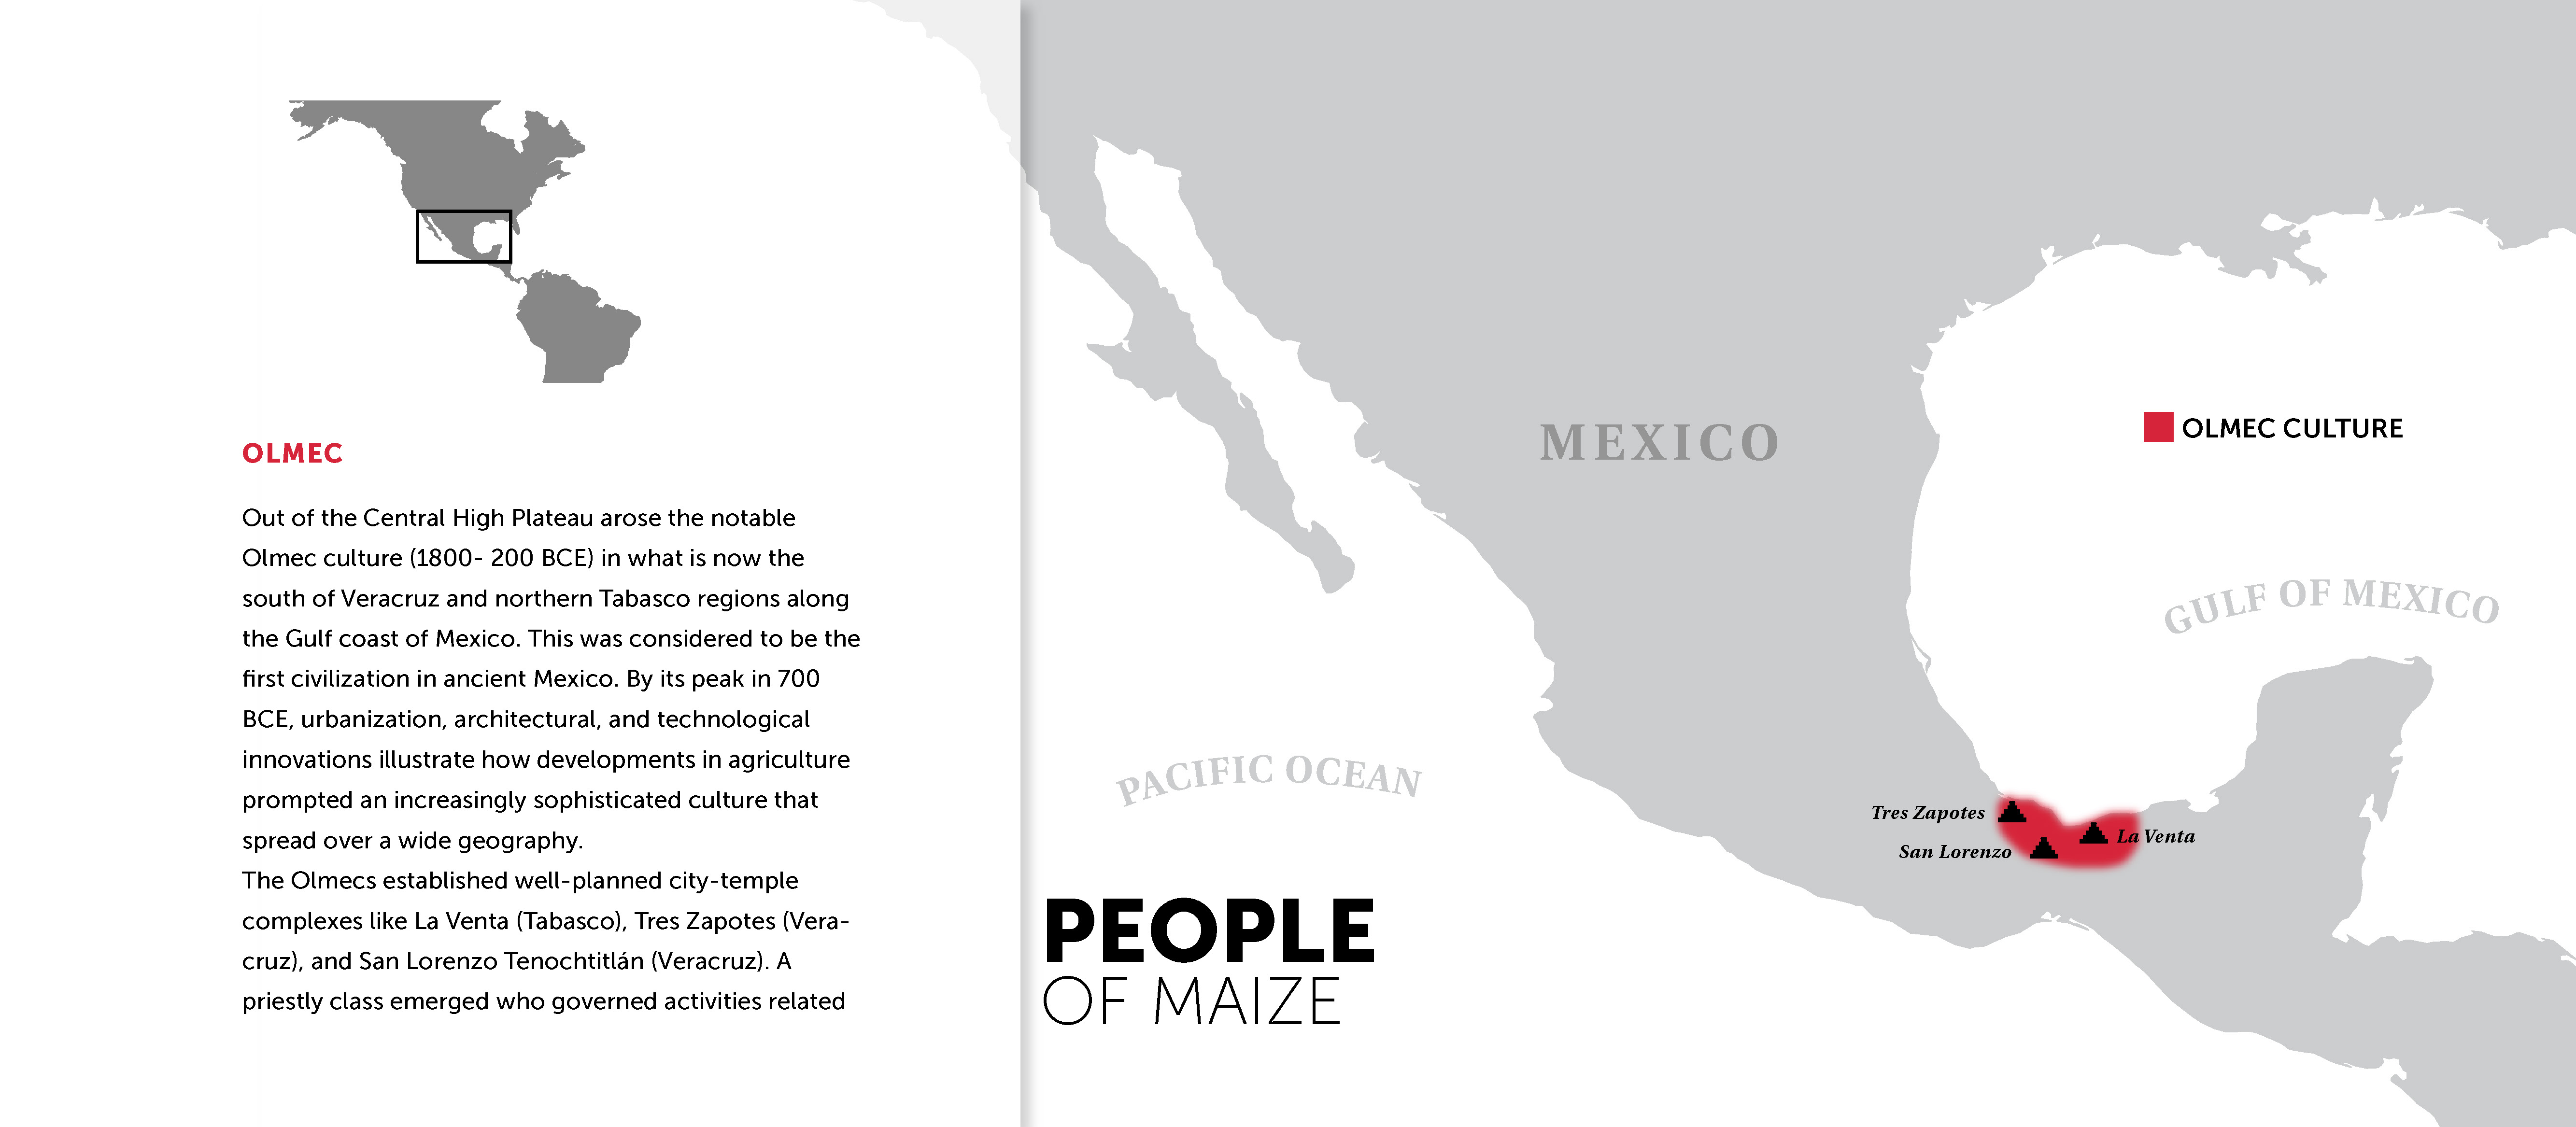 OLMEC
Out of the Central High Plateau arose the notable
Olmec culture (1800- 200 BCE) in what is now the
south of Veracruz and northern Tabasco regions along
the Gulf coast of Mexico. This was considered to be the
first civilization in ancient Mexico. By its peak in 700
BCE, urbanization, architectural, and technological
innovations illustrate how developments in agriculture
prompted an increasingly sophisticated culture that
spread over a wide geography.
The Olmecs established well-planned city-temple
complexes like La Venta (Tabasco), Tres Zapotes (Vera-
cruz), and San Lorenzo Tenochtitlán (Veracruz). A
priestly class emerged who governed activities related
MEXICO
OLMEC CULTURE
GULF OF MEXICO
PACIFIC OCEAN
Tres Zapotes
La Venta
San Lorenzo
PEOPLE
OF MAIZE